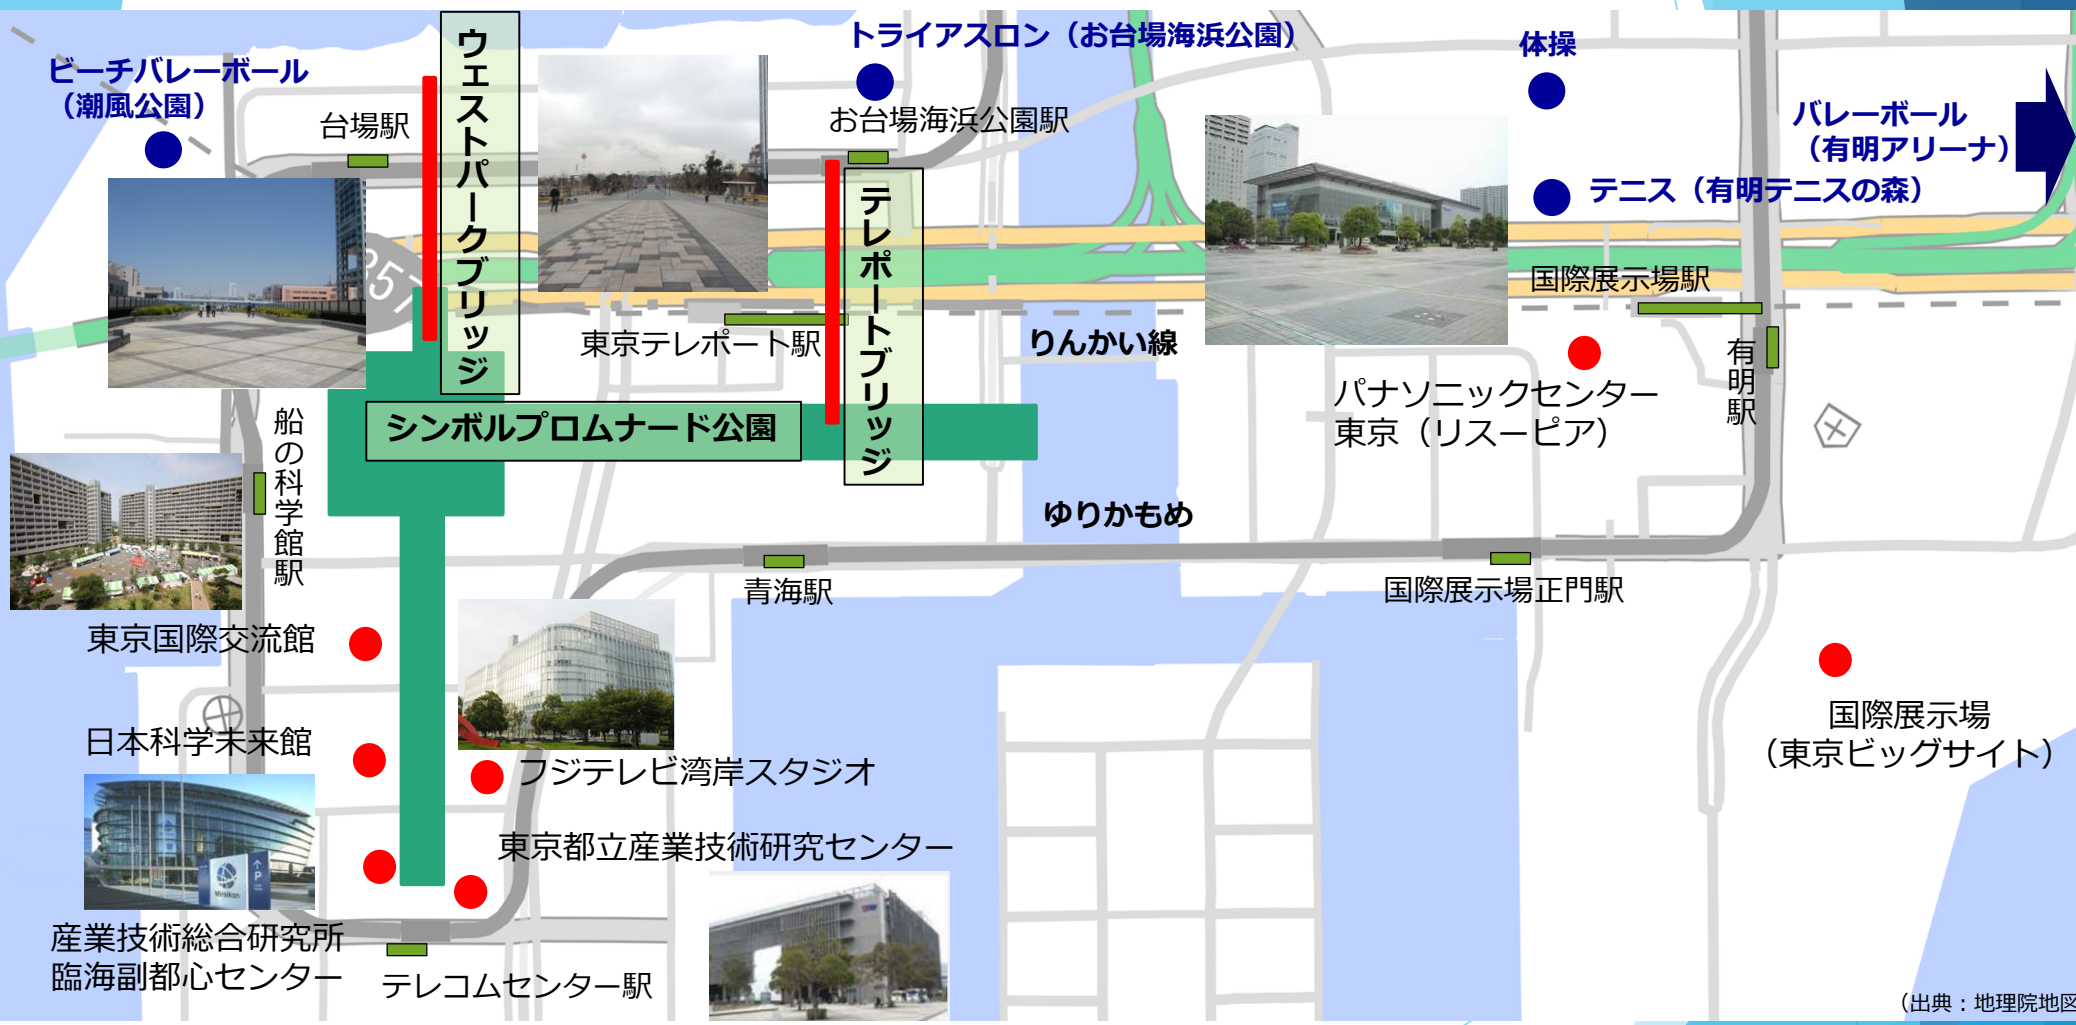 ビーチバレーボール
（潮風公園）
台場駅
ウェストパークブリッジ
トライアスロン（お台場海浜公園）
お台場海浜公園駅
体操
バレーボール
（有明アリーナ）
テニス（有明テニスの森）
357
テレポートブリッジ
東京テレポート駅
りんかい線
国際展示場駅
有明駅
パナソニックセンター
東京（リスーピア）
シンボルプロムナード公園
船の科学館駅
ゆりかもめ
青海駅
国際展示場正門駅
東京国際交流館
日本科学未来館
Miraikan
P
フジテレビ湾岸スタジオ
国際展示場
（東京ビッグサイト）
東京都立産業技術研究センター
産業技術総合研究所
臨海副都心センター
テレコムセンター駅
（出典：地理院地図